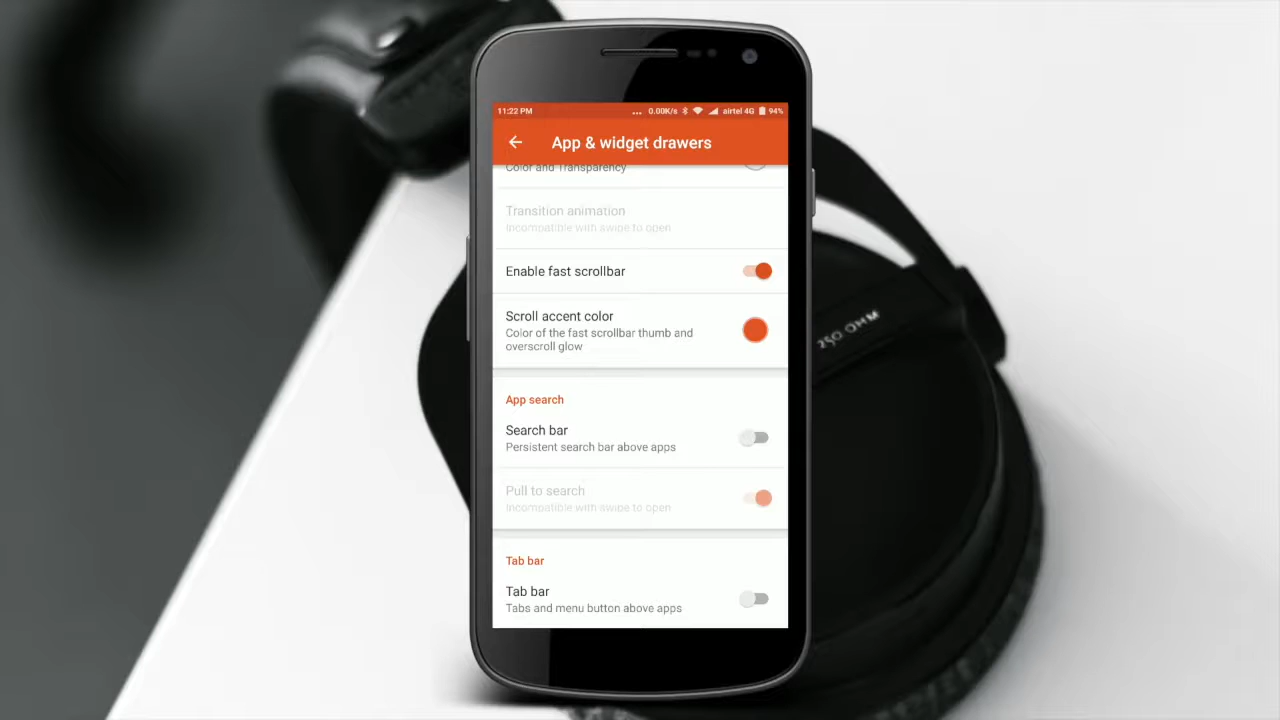 11:22 PM ... 0.00K/s airtel 4G 94%
App & widget drawers
Color and Transparency
Transition animation
Incompatible with swipe to open
Enable fast scrollbar
Scroll accent color
Color of the fast scrollbar thumb and
overscroll glow
App search
Search bar
Persistent search bar above apps
Pull to search
Incompatible with swipe to open
Tab bar
Tab bar
Tabs and menu button above apps
250 OHM